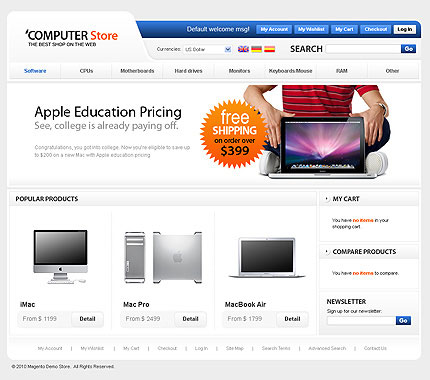 COMPUTER Store
THE BEST SHOP ON THE WEB
Default welcome msg!
My Account
My Wishlist
My Cart
Checkout
Log In
Currencies:
US Dollar
SEARCH
Go
Software
CPUs
Motherboards
Hard drives
Monitors
Keyboards/Mouse
RAM
Other
Apple Education Pricing
See, college is already paying off.
Congratulations, you got into college. Now you're eligible to save up
to $200 on a new Mac with Apple education pricing.
free
SHIPPING
on order over
$399
POPULAR PRODUCTS
iMac
From $ 1199
Detail
Mac Pro
From $ 2499
Detail
MacBook Air
From $ 1799
Detail
MY CART
You have no items in your
shopping cart.
COMPARE PRODUCTS
You have no items to compare.
NEWSLETTER
Sign up for our newsletter:
Go
My Account | My Wishlist | My Cart | Checkout | Log In | Site Map | Search Terms | Advanced Search | Contact Us
© 2010 Magento Demo Store. All Rights Reserved.